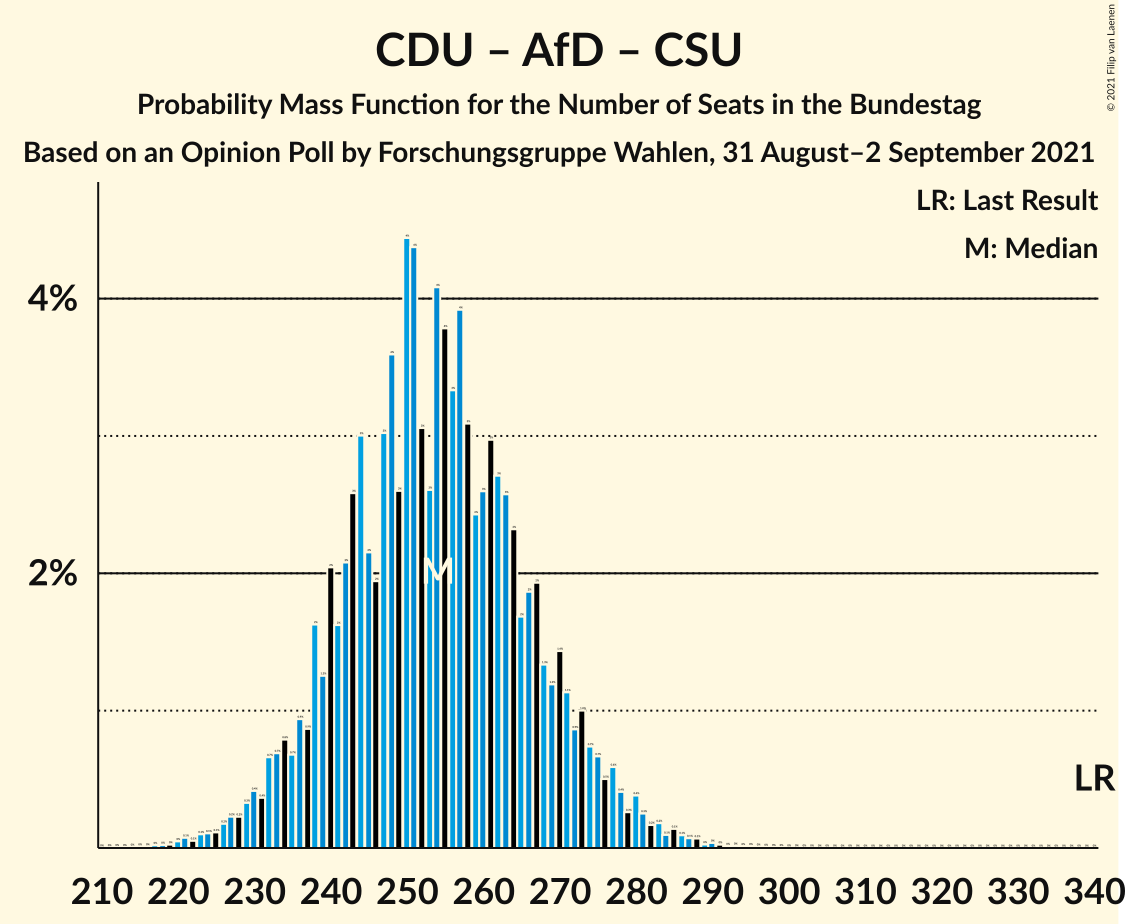 CDU – AfD – CSU
Probability Mass Function for the Number of Seats in the Bundestag
Based on an Opinion Poll by Forschungsgruppe Wahlen, 31 August–2 September 2021
© 2021 Filip van Laenen
LR: Last Result
M: Median
4%
2%
M
LR
210 220 230 240 250 260 270 280 290 300 310 320 330 340